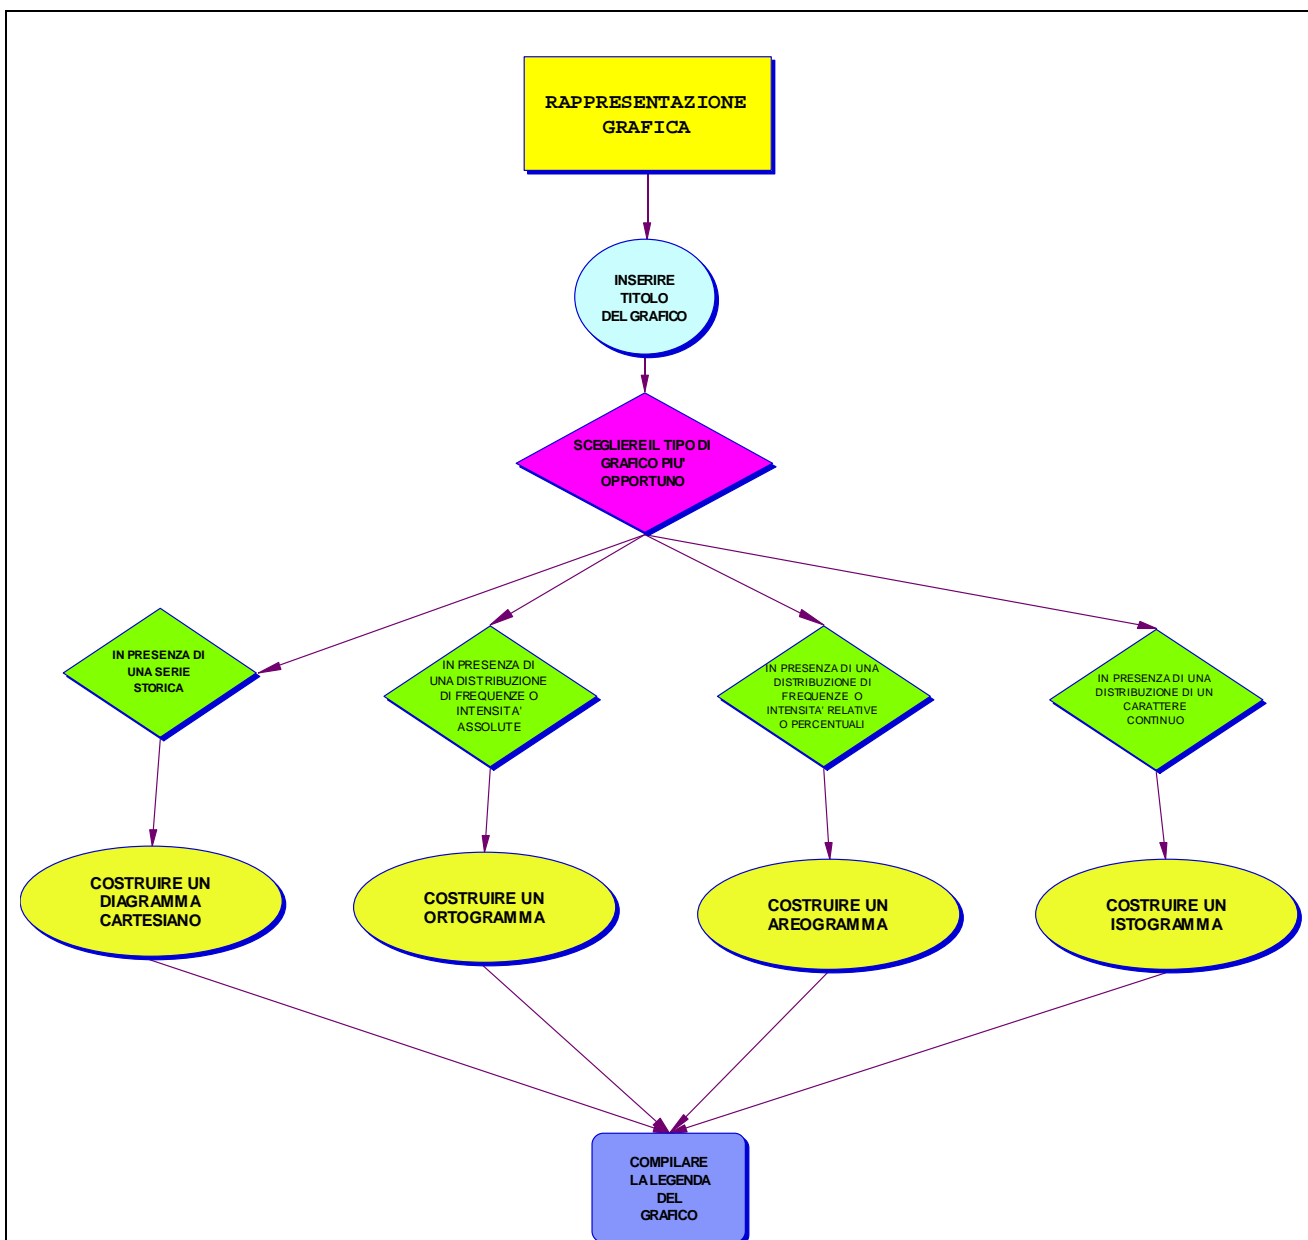 RAPPRESENTAZIONE
GRAFICA
INSERIRE
TITOLO
DEL GRAFICO
SCEGLIERE IL TIPO DI
GRAFICO PIU'
OPPORTUNO
IN PRESENZA DI
UNA SERIE
STORICA
IN PRESENZA DI
UNA DISTRIBUZIONE
DI FREQUENZE O
INTENSITA'
ASSOLUTE
IN PRESENZA DI UNA
DISTRIBUZIONE DI
FREQUENZE O
INTENSITA' RELATIVE
O PERCENTUALI
IN PRESENZA DI UNA
DISTRIBUZIONE DI UN
CARATTERE
CONTINUO
COSTRUIRE UN
DIAGRAMMA
CARTESIANO
COSTRUIRE UN
ORTOGRAMMA
COSTRUIRE UN
AREOGRAMMA
COSTRUIRE UN
ISTOGRAMMA
COMPILARE
LA LEGENDA
DEL
GRAFICO